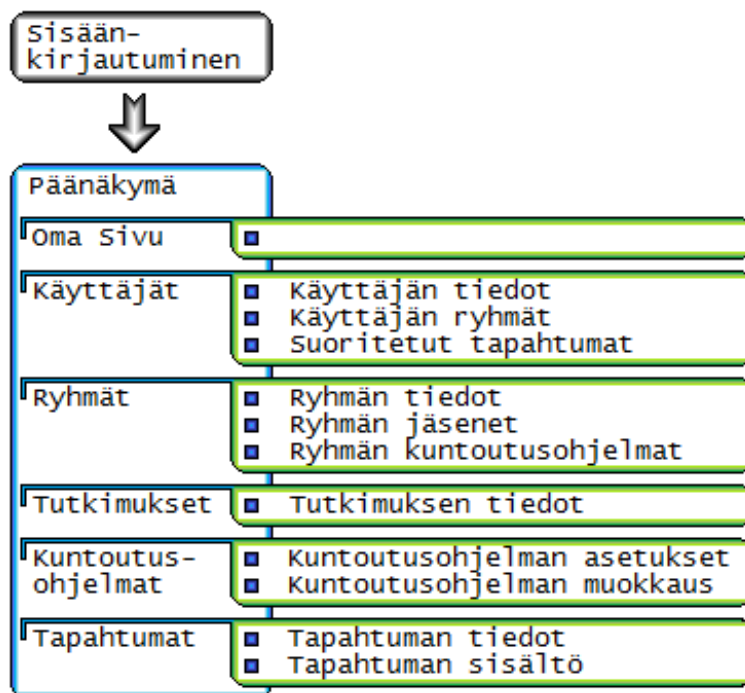 Sisään-
kirjautuminen
Päänäkymä
Oma Sivu
Käyttäjät
Käyttäjän tiedot
Käyttäjän ryhmät
Suoritetut tapahtumat
Ryhmät
Ryhmän tiedot
Ryhmän jäsenet
Ryhmän kuntoutusohjelmat
Tutkimukset
Tutkimuksen tiedot
Kuntoutus-
ohjelmat
Kuntoutusohjelman asetukset
Kuntoutusohjelman muokkaus
Tapahtumat
Tapahtuman tiedot
Tapahtuman sisältö